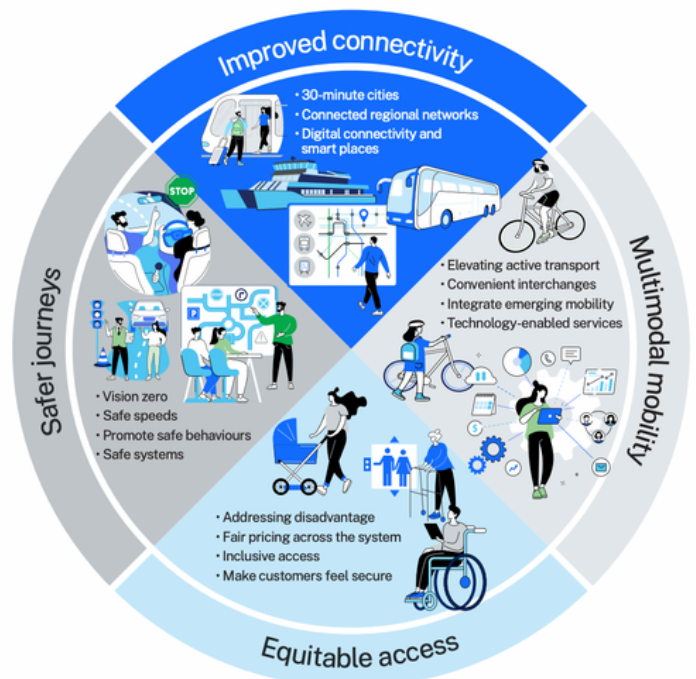 Improved connectivity
• 30-minute cities
• Connected regional networks
• Digital connectivity and
smart places
Multimodal mobility
• Elevating active transport
• Convenient interchanges
• Integrate emerging mobility
• Technology-enabled services
Equitable access
• Addressing disadvantage
• Fair pricing across the system
• Inclusive access
• Make customers feel secure
Safer journeys
STOP
P
• Vision zero
• Safe speeds
• Promote safe behaviours
• Safe systems